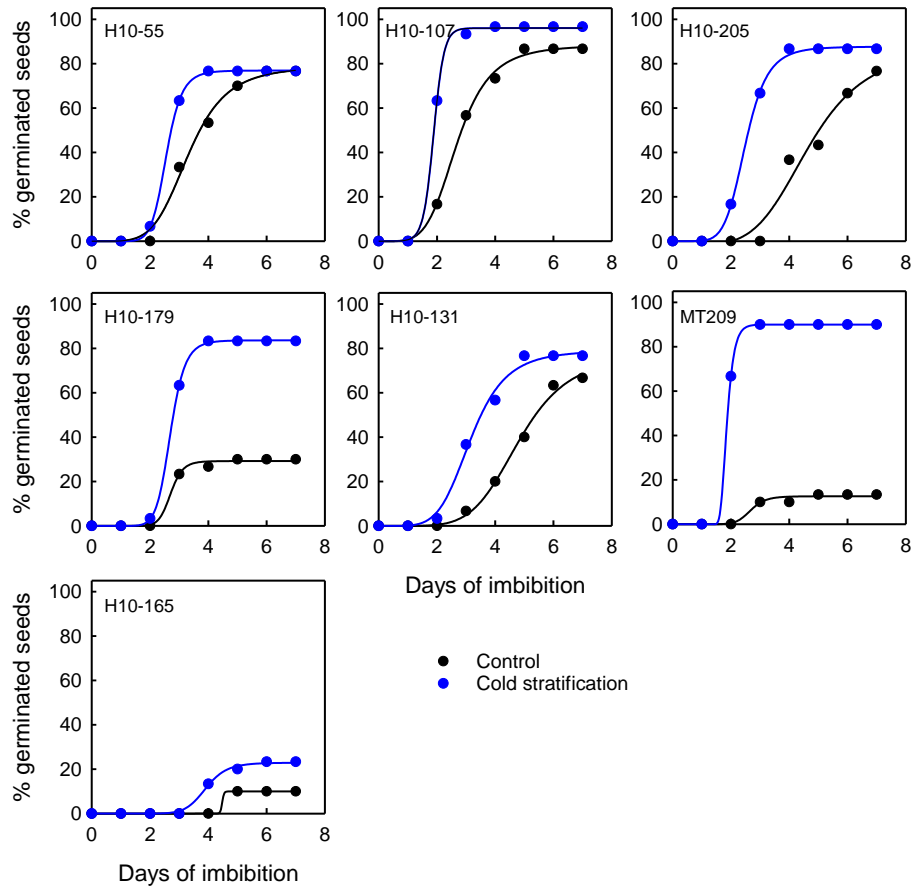 H10-55
H10-107
H10-205
100
80
60
40
20
0
% germinated seeds
0 2 4 6 8
100
80
60
40
20
0
0 2 4 6 8
100
80
60
40
20
0
0 2 4 6 8
H10-179
H10-131
MT209
100
80
60
40
20
0
% germinated seeds
0 2 4 6 8
100
80
60
40
20
0
0 2 4 6 8
100
80
60
40
20
0
0 2 4 6 8
Days of imbibition
H10-165
100
80
60
40
20
0
% germinated seeds
0 2 4 6 8
Days of imbibition
Control
Cold stratification